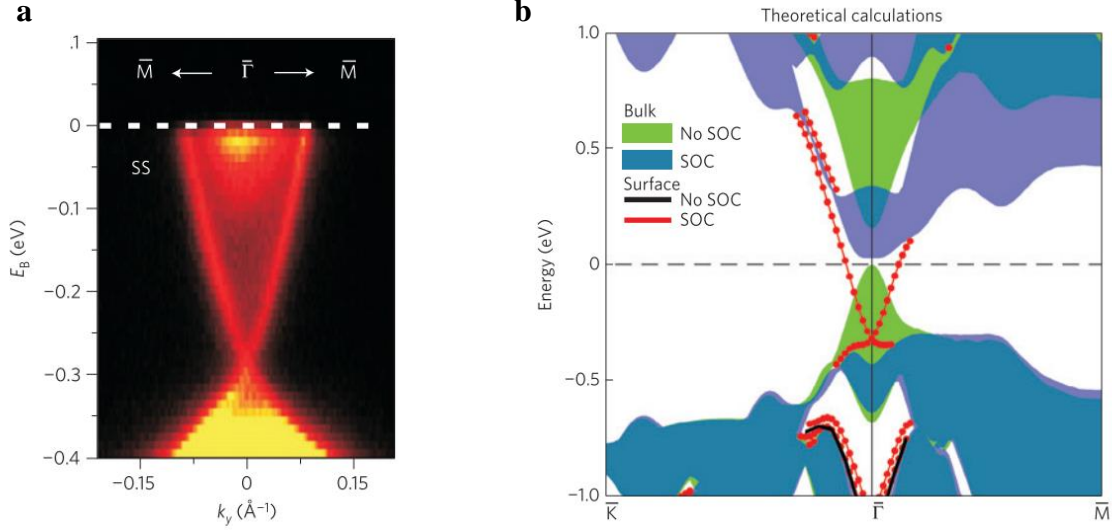 a
.1
M̅ ← Γ̅ → M̅
0
SS
−0.1
−0.2
−0.3
−0.4
E_B (eV)
−0.15 0 0.15
k_y (Å⁻¹)
b
Theoretical calculations
1.0
0.5
0
−0.5
−1.0
Energy (eV)
Bulk
No SOC
SOC
Surface
No SOC
SOC
K̅ Γ̅ M̅